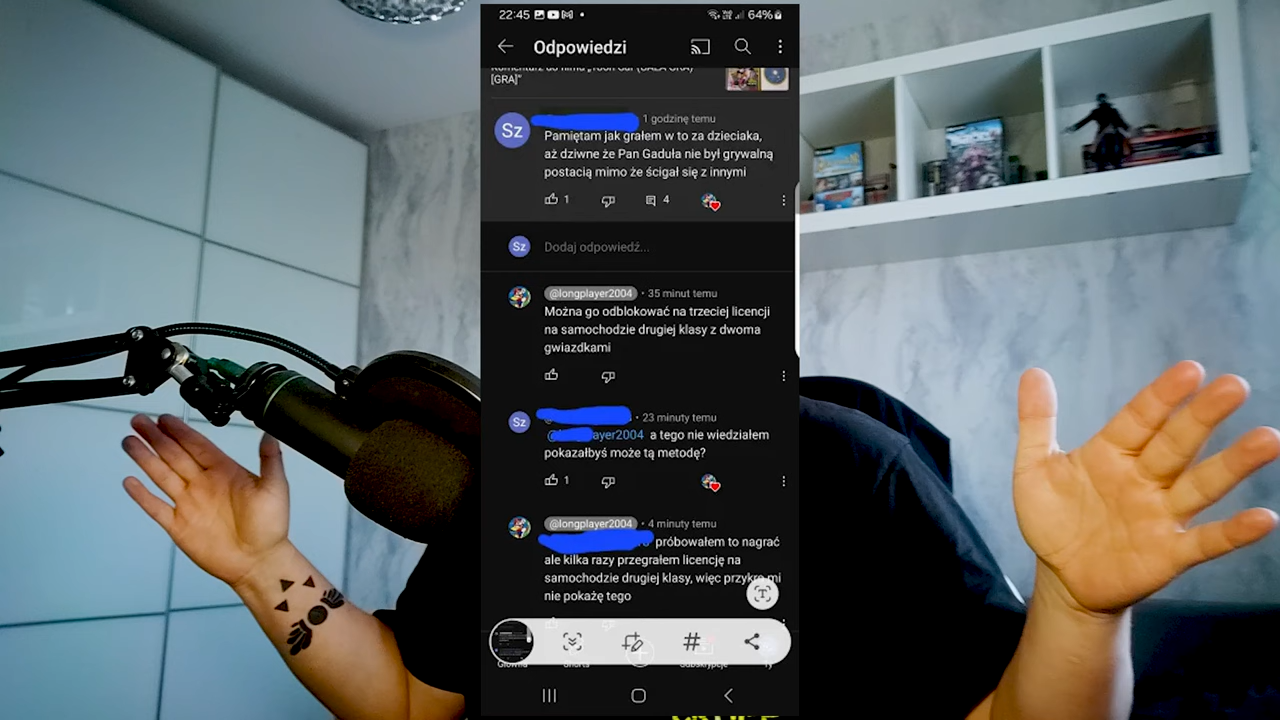 22:45
64%
Odpowiedzi
[GRA]"
Sz
1 godzinę temu
Pamiętam jak grałem w to za dzieciaka,
aż dziwne że Pan Gaduła nie był grywalną
postacią mimo że ścigał się z innymi
1
4
Sz
Dodaj odpowiedź...
@longplayer2004 • 35 minut temu
Można go odblokować na trzeciej licencji
na samochodzie drugiej klasy z dwoma
gwiazdkami
Sz
• 23 minuty temu
@ ayer2004 a tego nie wiedziałem
pokazałbyś może tą metodę?
1
@longplayer2004 • 4 minuty temu
próbowałem to nagrać
ale kilka razy przegrałem licencję na
samochodzie drugiej klasy, więc przykro mi
nie pokażę tego
T
#